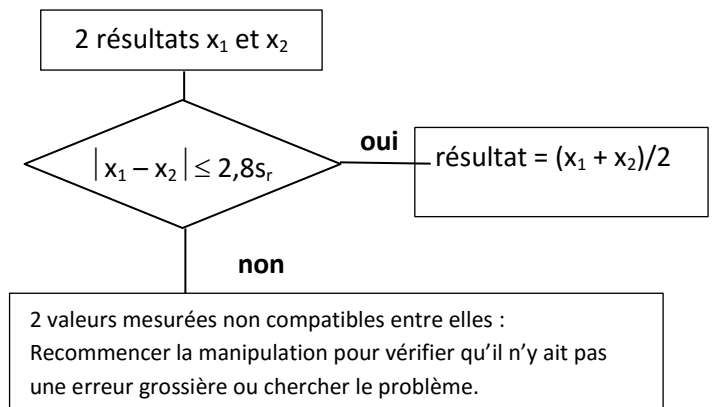 2 résultats x₁ et x₂
|x₁ – x₂| ≤ 2,8sᵣ
oui
résultat = (x₁ + x₂)/2
non
2 valeurs mesurées non compatibles entre elles :
Recommencer la manipulation pour vérifier qu’il n’y ait pas
une erreur grossière ou chercher le problème.